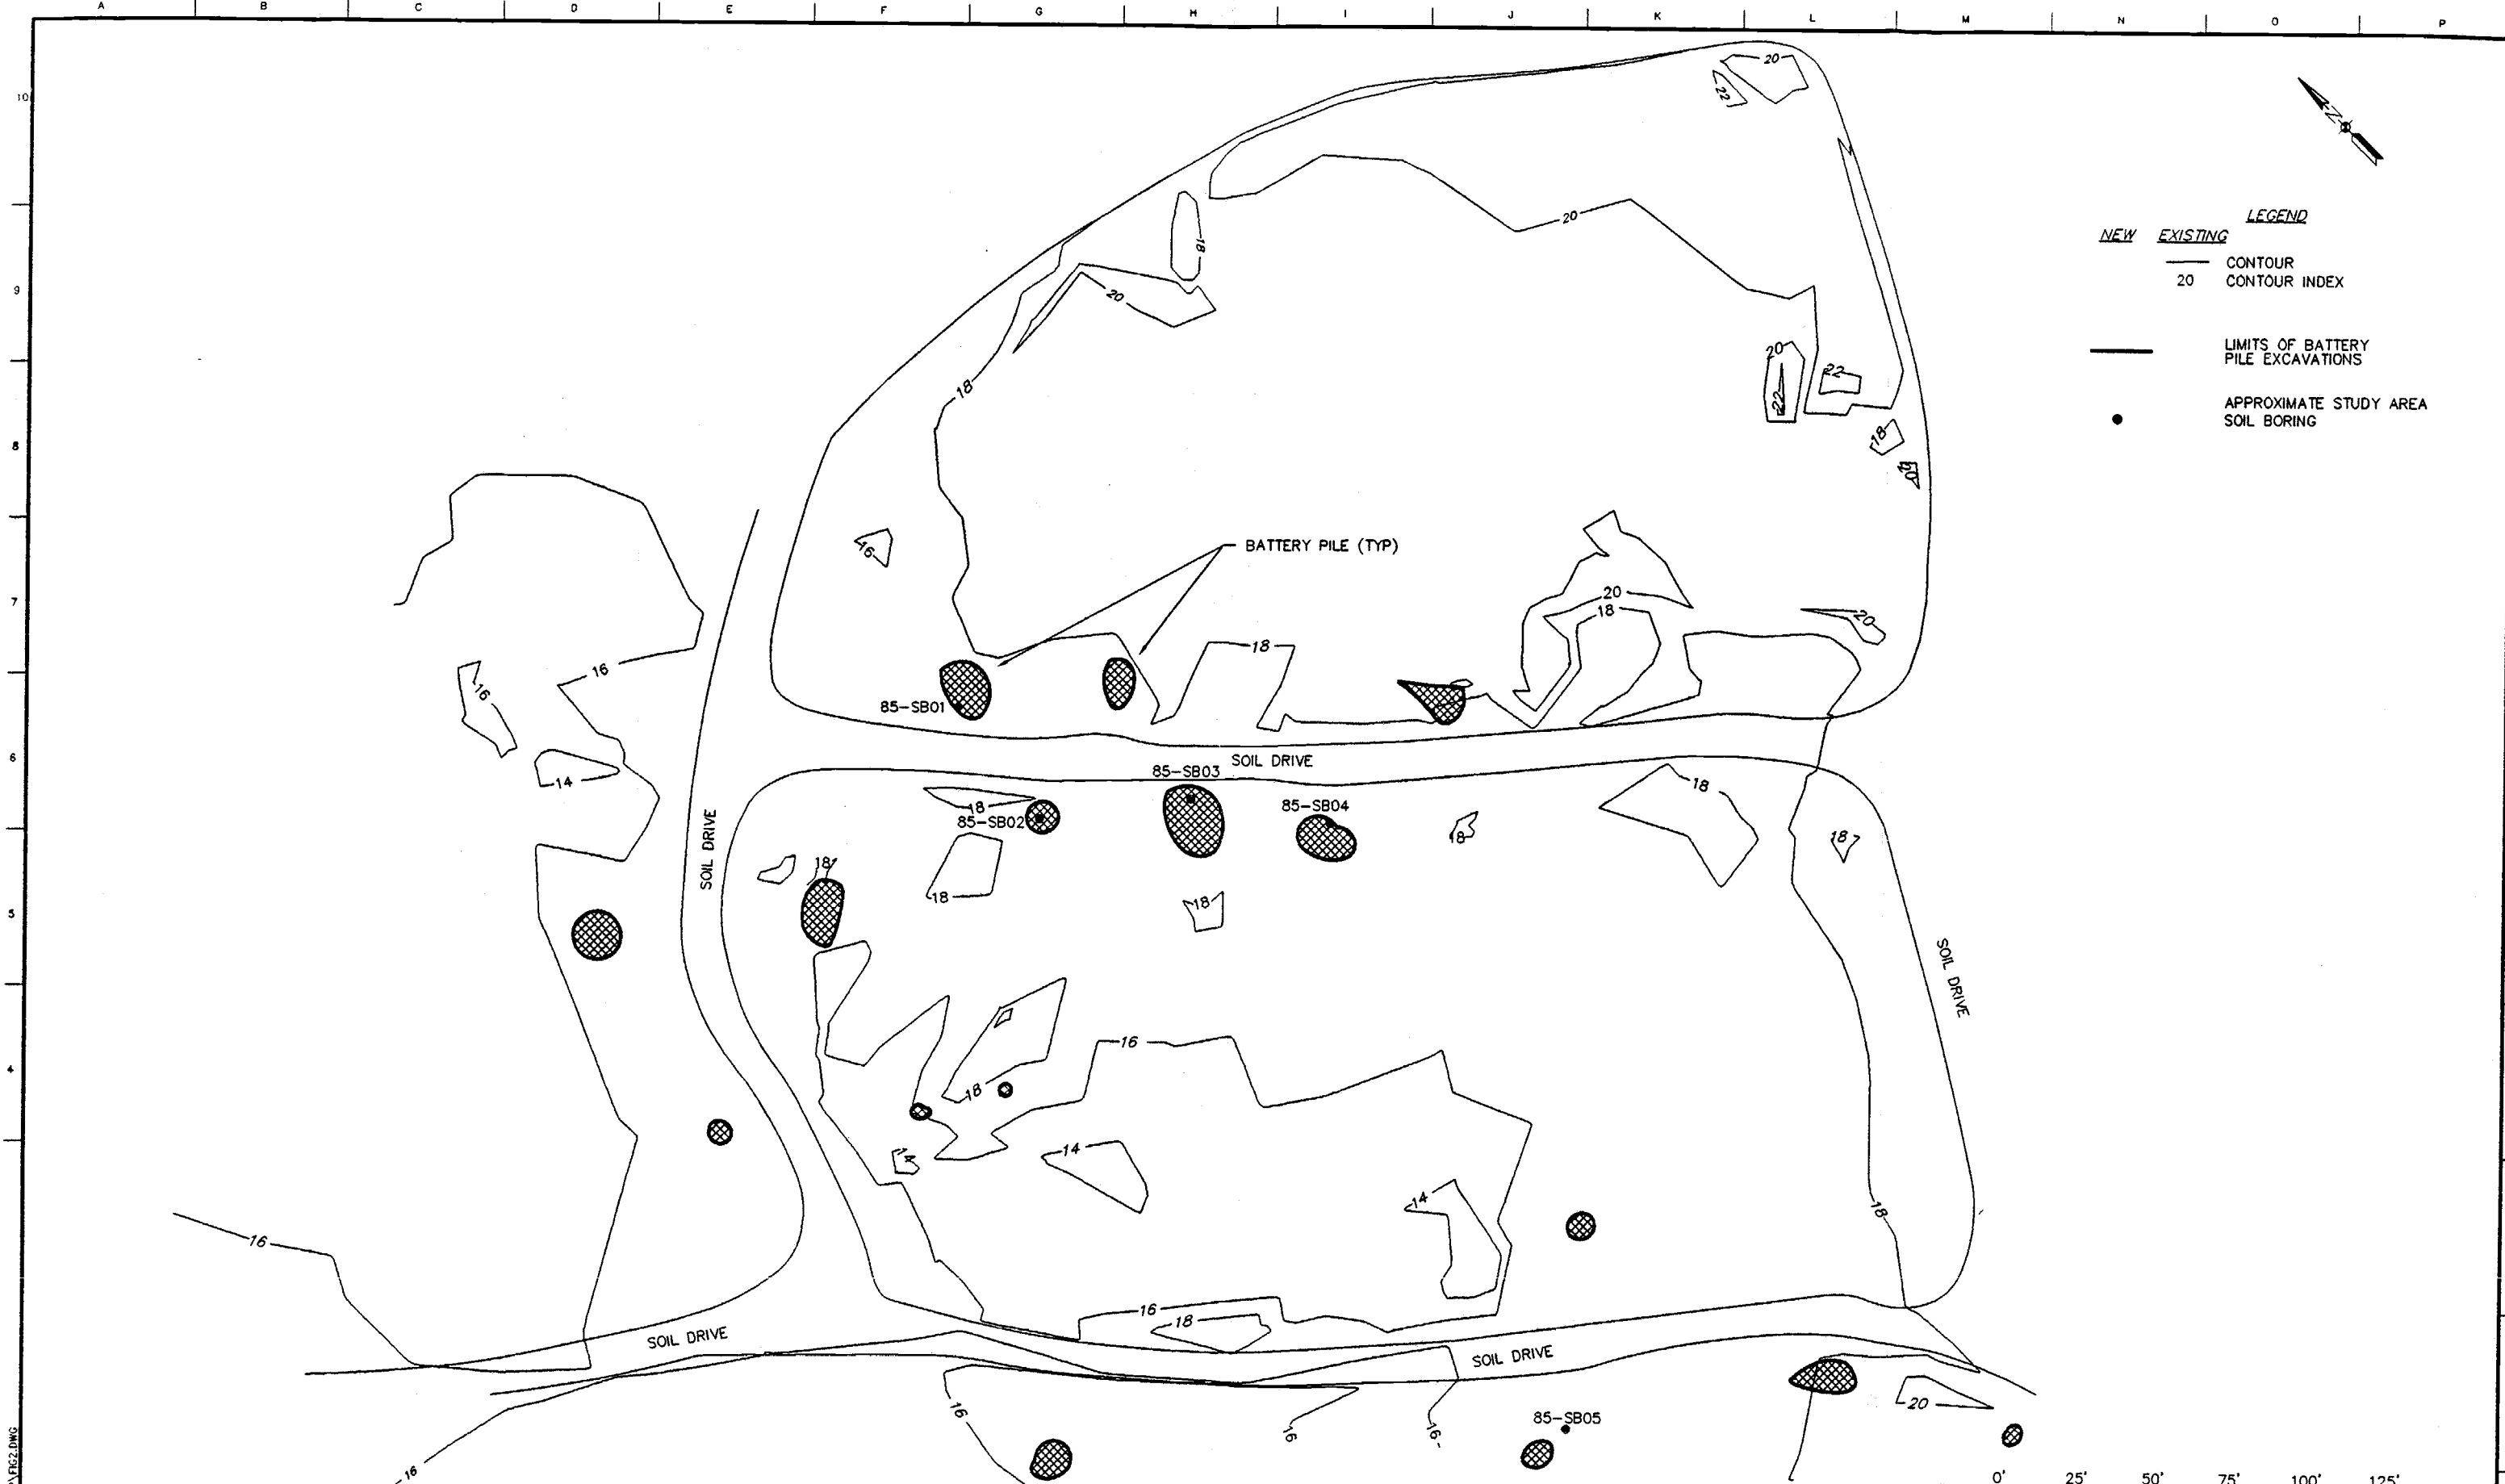 A B C D E F G H I J K L M N O P
10
9
8
7
6
5
4
N
LEGEND
NEW EXISTING
CONTOUR
20 CONTOUR INDEX
LIMITS OF BATTERY
PILE EXCAVATIONS
APPROXIMATE STUDY AREA
SOIL BORING
20
22
20
18
20
18
20
22
22
18
20
16
BATTERY PILE (TYP)
20
18
20
18
16
16
14
85-SB01
SOIL DRIVE
85-SB03
85-SB04
18
85-SB02
18
18
18
SOIL DRIVE
18
18
18
SOIL DRIVE
16
18
14
14
18
16
16
18
SOIL DRIVE
SOIL DRIVE
16
16
16
85-SB05
20
16
0' 25' 50' 75' 100' 125'
\FIG2.DWG